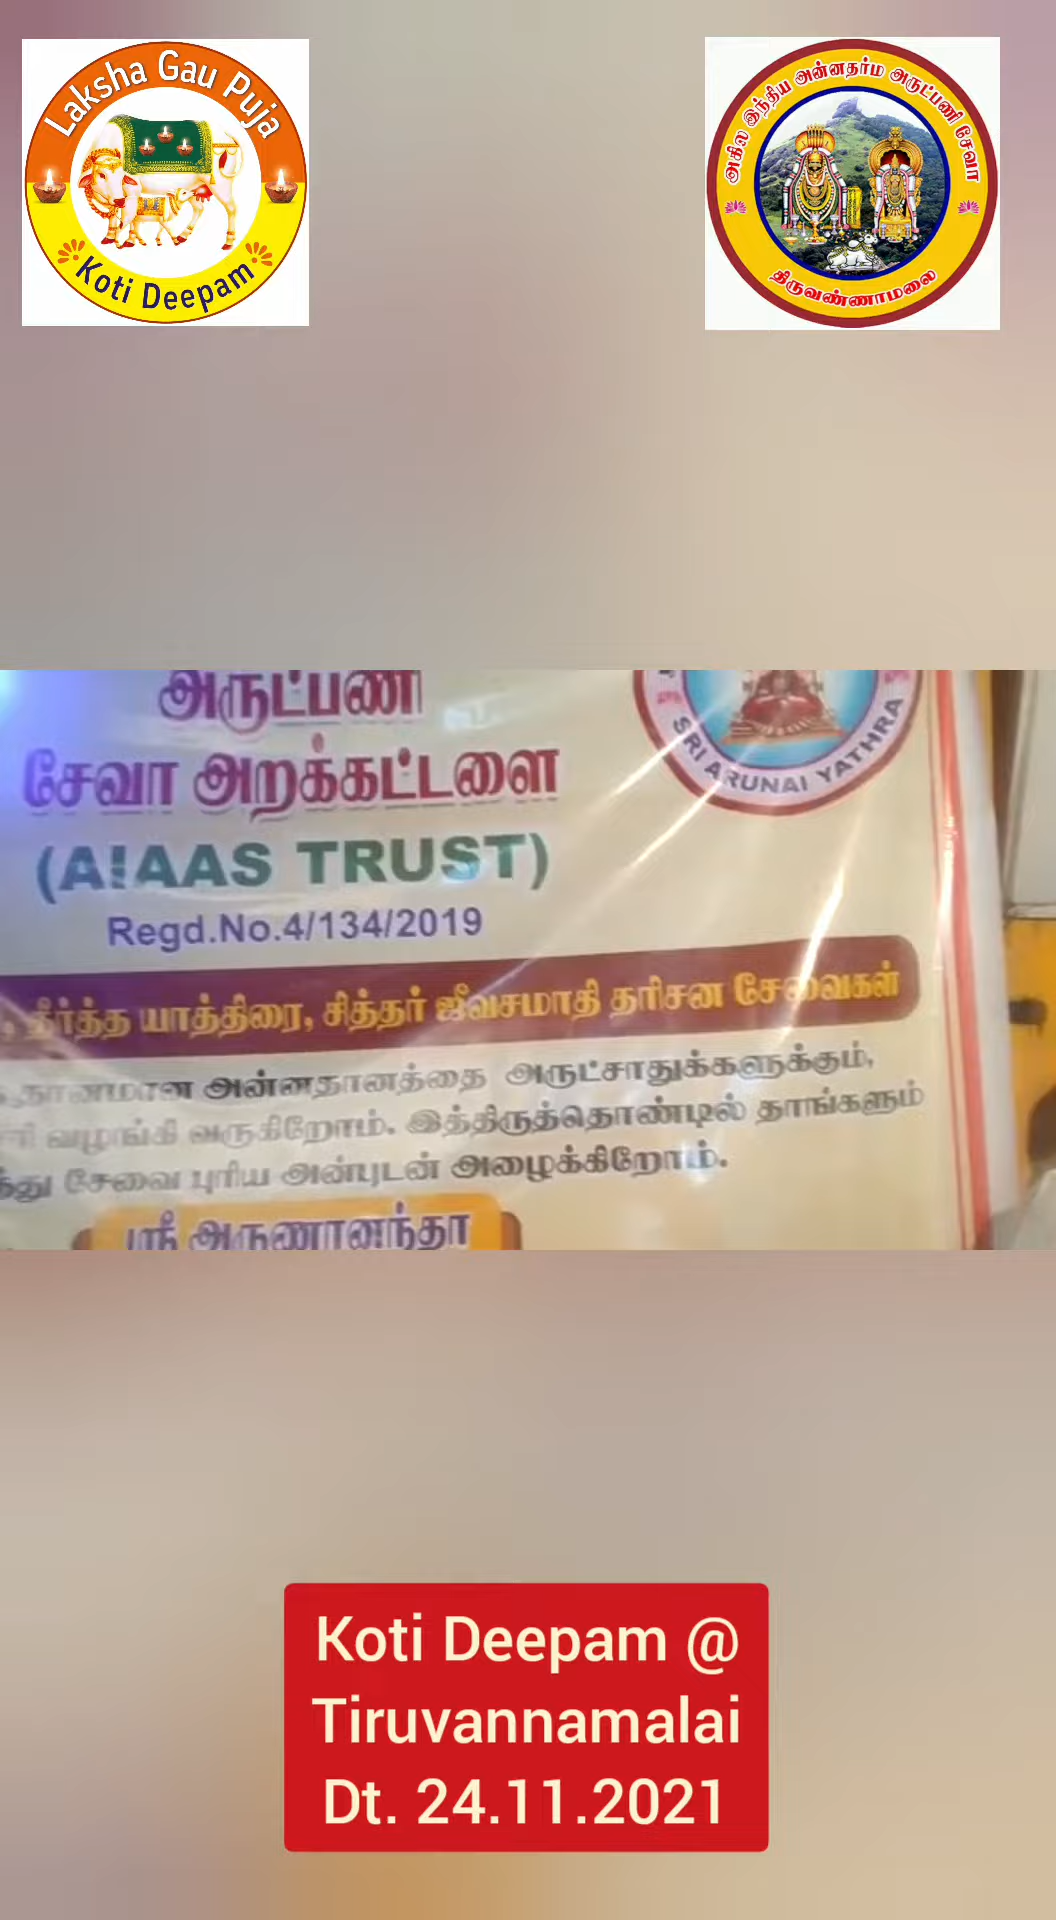 Laksha Gau Puja
Koti Deepam
அகில இந்திய அன்னதர்ம அருட்பணி சேவா
திருவண்ணாமலை
அருட்பணி
சேவா அறக்கட்டளை
(AIAAS TRUST)
Regd.No.4/134/2019
SRI ARUNAI YATHRA
தீர்த்த யாத்திரை, சித்தர் ஜீவசமாதி தரிசன சேவைகள்
அன்னதானத்தை அருட்சாதுக்களுக்கும்,
வழங்கி வருகிறோம். இத்திருத்தொண்டில் தாங்களும்
சேவை புரிய அன்புடன் அழைக்கிறோம்.
ஸ்ரீ அருணானந்தா
Koti Deepam @
Tiruvannamalai
Dt. 24.11.2021